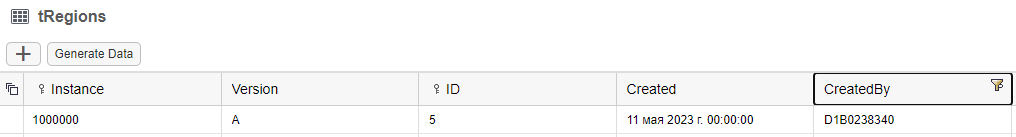 tRegions
Generate Data
Instance Version ID Created CreatedBy
1000000 A 5 11 мая 2023 г. 00:00:00 D1B0238340